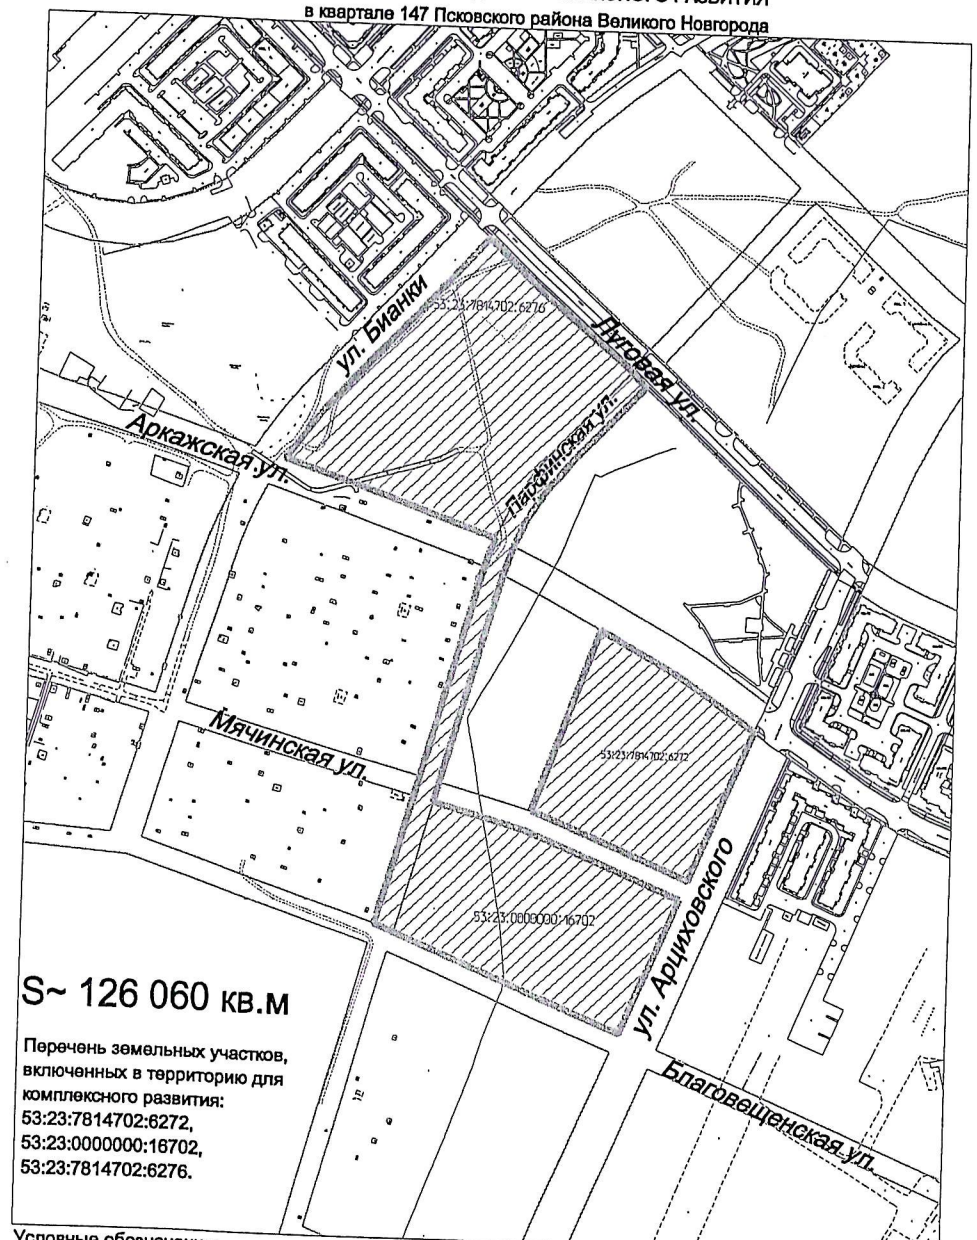 в квартале 147 Псковского района Великого Новгорода
53:23:7814702:6276
ул. Бианки
Луговая ул.
Парфинская ул.
Аркажская ул.
Мячинская ул.
53:23:7814702:6272
53:23:0000000:16702
ул. Арциховского
Благовещенская ул.
S~ 126 060 кв.м
Перечень земельных участков,
включенных в территорию для
комплексного развития:
53:23:7814702:6272,
53:23:0000000:16702,
53:23:7814702:6276.